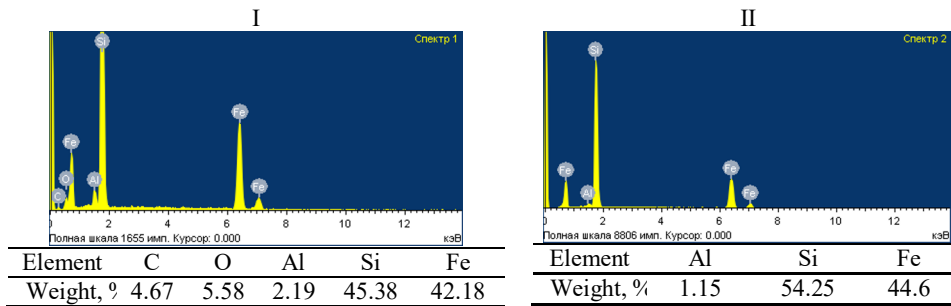 I
Спектр 1
Si
Fe
Fe
O
Al
C
Fe
0 2 4 6 8 10 12
Полная шкала 1655 имп. Курсор: 0.000 кэВ
Element C O Al Si Fe
Weight, % 4.67 5.58 2.19 45.38 42.18
II
Спектр 2
Si
Fe
Fe
Al
Fe
0 2 4 6 8 10 12 14
Полная шкала 8806 имп. Курсор: 0.000 кэВ
Element Al Si Fe
Weight, % 1.15 54.25 44.6